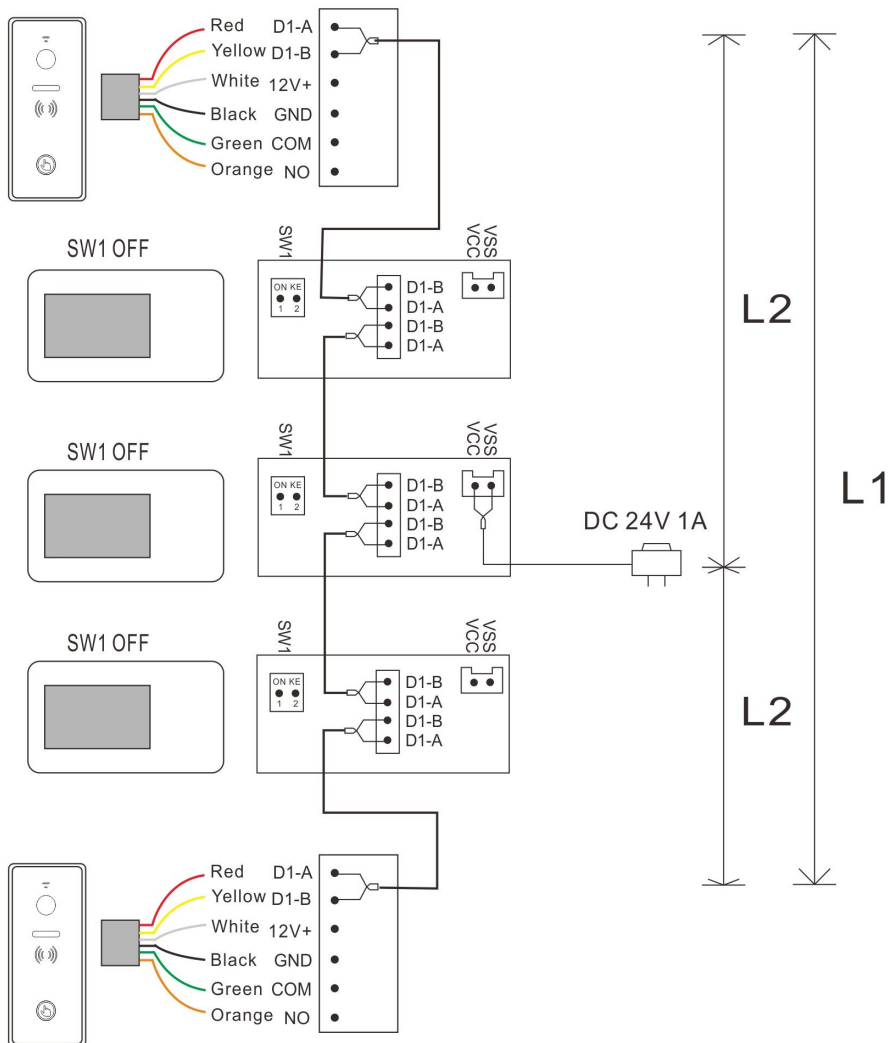 Red D1-A
Yellow D1-B
White 12V+
Black GND
Green COM
Orange NO
SW1 OFF
SW1
VCC
VSS
ON KE
1 2
D1-B
D1-A
D1-B
D1-A
L2
SW1 OFF
SW1
VCC
VSS
ON KE
1 2
D1-B
D1-A
D1-B
D1-A
DC 24V 1A
L1
SW1 OFF
SW1
VCC
VSS
ON KE
1 2
D1-B
D1-A
D1-B
D1-A
L2
Red D1-A
Yellow D1-B
White 12V+
Black GND
Green COM
Orange NO